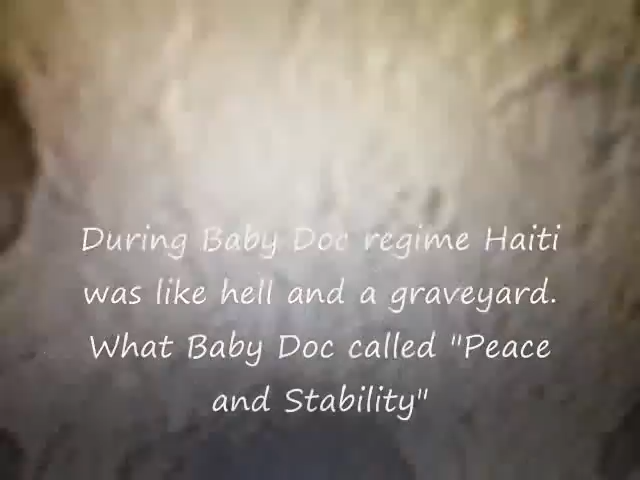 During Baby Doc regime Haiti
was like hell and a graveyard.
What Baby Doc called "Peace
and Stability"